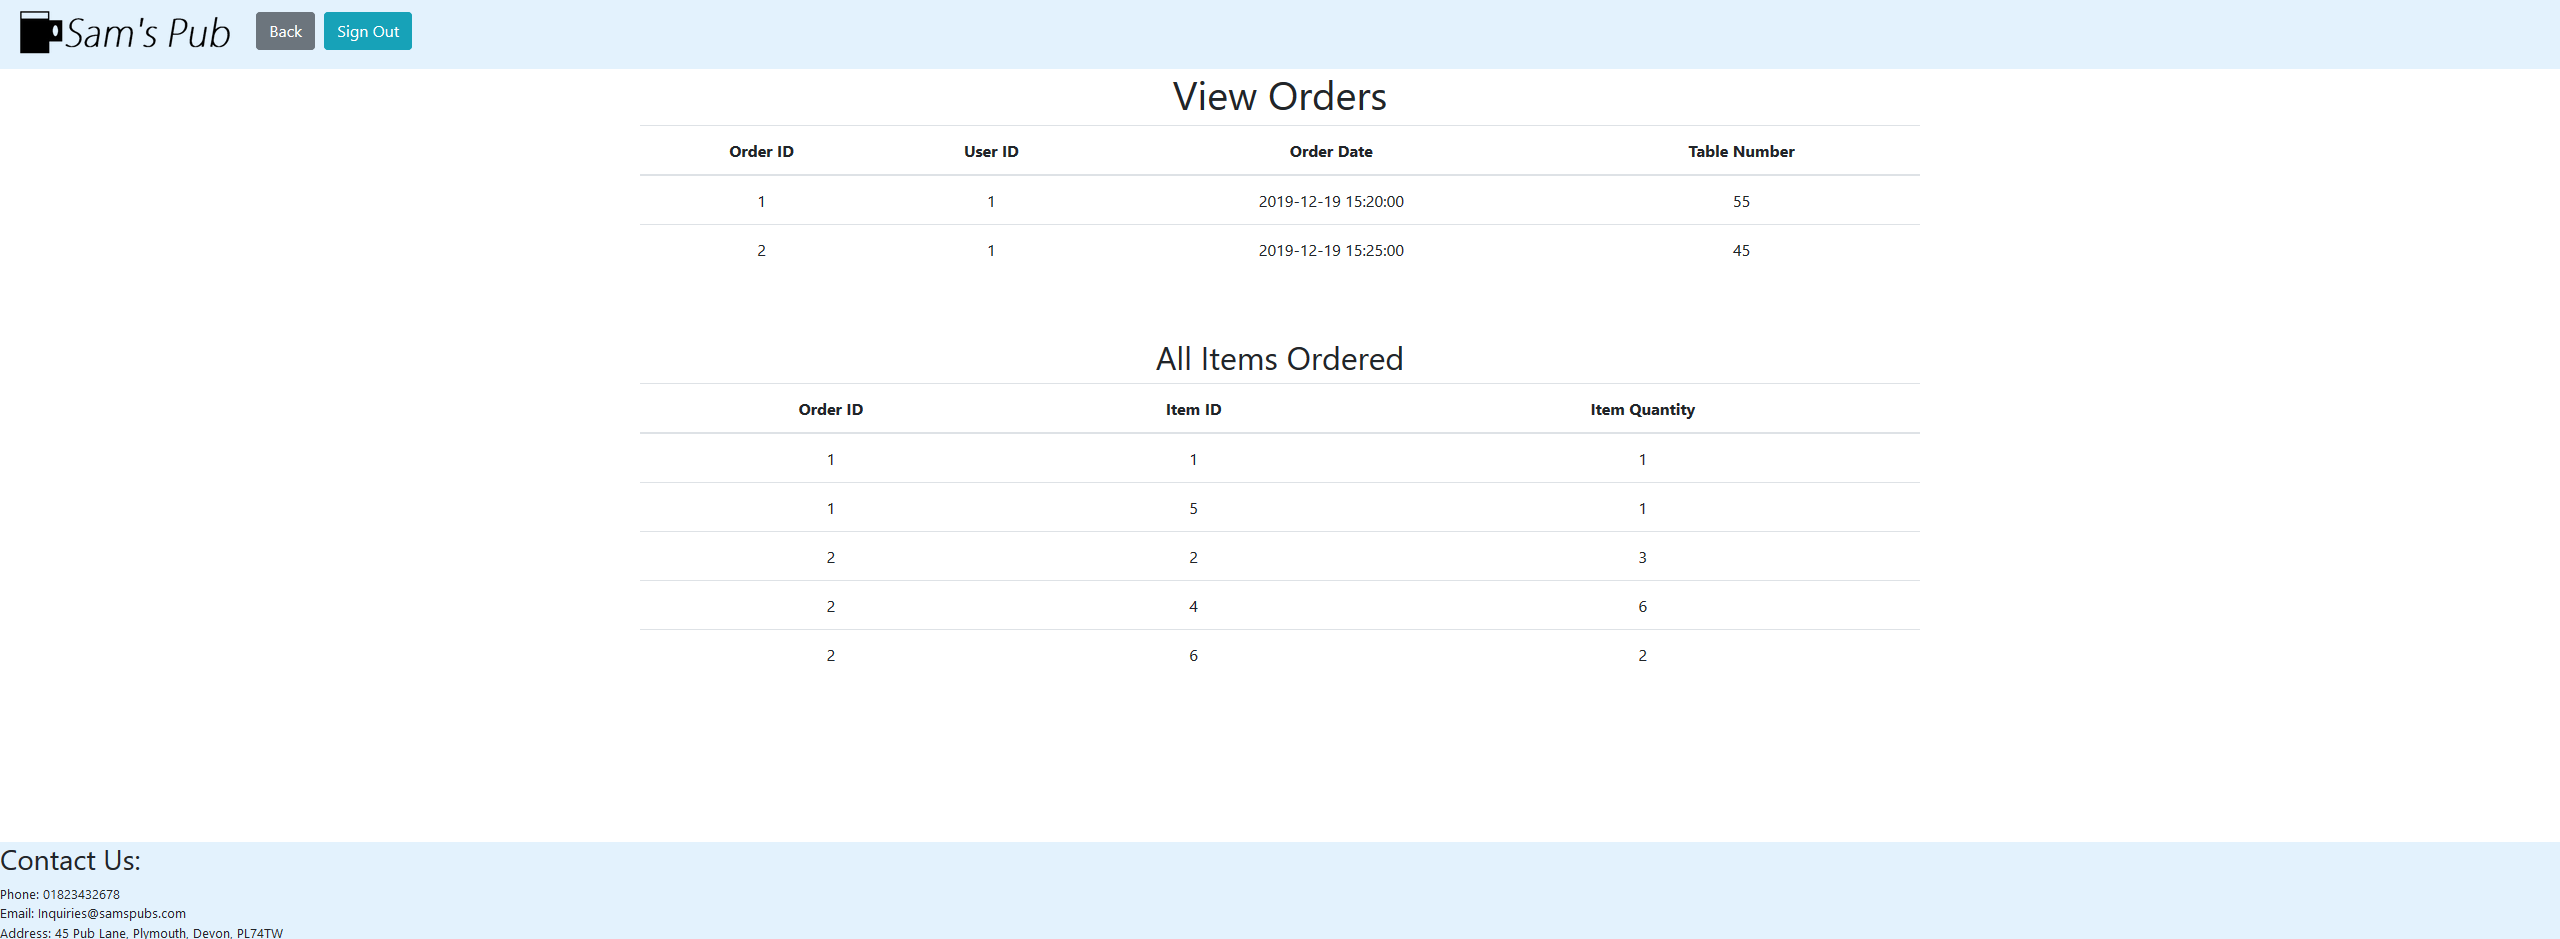 Sam's Pub Back Sign Out
View Orders
Order ID User ID Order Date Table Number
1 1 2019-12-19 15:20:00 55
2 1 2019-12-19 15:25:00 45
All Items Ordered
Order ID Item ID Item Quantity
1 1 1
1 5 1
2 2 3
2 4 6
2 6 2
Contact Us:
Phone: 01823432678
Email: Inquiries@samspubs.com
Address: 45 Pub Lane, Plymouth, Devon, PL74TW